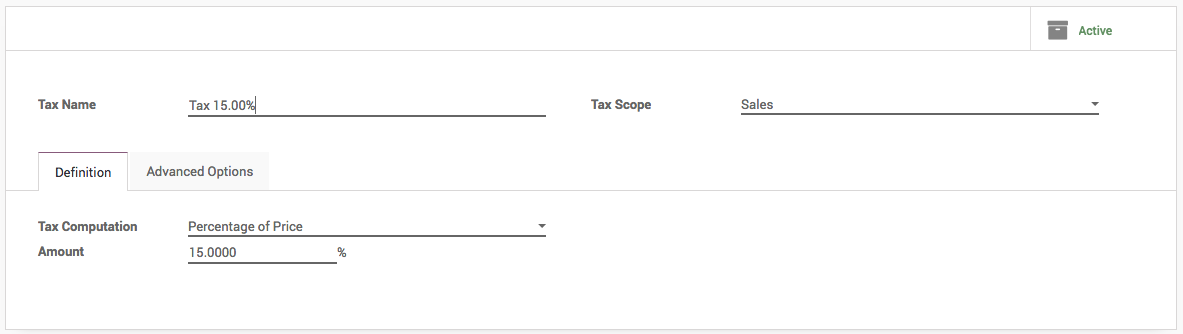 Active
Tax Name Tax 15.00% Tax Scope Sales
Definition Advanced Options
Tax Computation Percentage of Price
Amount 15.0000 %